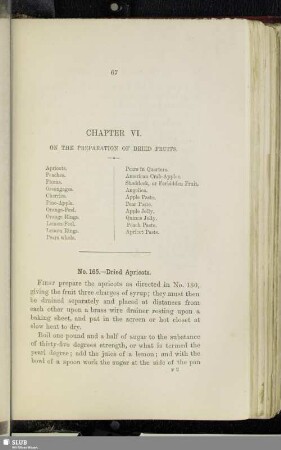 67
CHAPTER VI.
ON THE PREPARATION OF DRIED FRUITS.
Apricots.
Peaches.
Plums.
Greengages.
Cherries.
Pine-Apple.
Orange-Peel.
Orange Rings.
Lemon-Peel.
Lemon Rings.
Pears whole.
Pears in Quarters.
American Crab-Apples.
Shaddock, or Forbidden Fruit.
Angelica.
Apple Paste.
Pear Paste.
Apple Jelly.
Quince Jelly.
Peach Paste.
Apricot Paste.
No. 165.—Dried Apricots.
FIRST prepare the apricots as directed in No. 150,
giving the fruit three charges of syrup; they must then
be drained separately and placed at distances from
each other upon a brass wire drainer resting upon a
baking sheet, and put in the screen or hot closet at
slow heat to dry.
Boil one pound and a half of sugar to the substance
of thirty-five degrees strength, or what is termed the
pearl degree; add the juice of a lemon; and with the
bowl of a spoon work the sugar at the side of the pan
F 2
SLUB